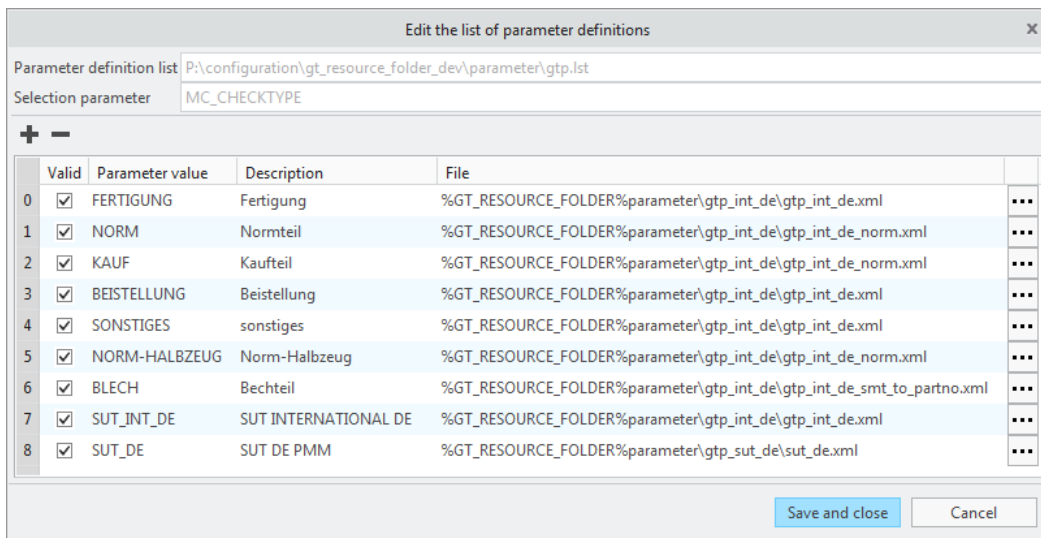 Edit the list of parameter definitions x
Parameter definition list P:\configuration\gt_resource_folder_dev\parameter\gtp.lst
Selection parameter MC_CHECKTYPE
Valid Parameter value Description File
0 FERTIGUNG Fertigung %GT_RESOURCE_FOLDER%parameter\gtp_int_de\gtp_int_de.xml ...
1 NORM Normteil %GT_RESOURCE_FOLDER%parameter\gtp_int_de\gtp_int_de_norm.xml ...
2 KAUF Kaufteil %GT_RESOURCE_FOLDER%parameter\gtp_int_de\gtp_int_de_norm.xml ...
3 BEISTELLUNG Beistellung %GT_RESOURCE_FOLDER%parameter\gtp_int_de\gtp_int_de.xml ...
4 SONSTIGES sonstiges %GT_RESOURCE_FOLDER%parameter\gtp_int_de\gtp_int_de.xml ...
5 NORM-HALBZEUG Norm-Halbzeug %GT_RESOURCE_FOLDER%parameter\gtp_int_de\gtp_int_de_norm.xml ...
6 BLECH Bechteil %GT_RESOURCE_FOLDER%parameter\gtp_int_de\gtp_int_de_smt_to_partno.xml ...
7 SUT_INT_DE SUT INTERNATIONAL DE %GT_RESOURCE_FOLDER%parameter\gtp_int_de\gtp_int_de.xml ...
8 SUT_DE SUT DE PMM %GT_RESOURCE_FOLDER%parameter\gtp_sut_de\sut_de.xml ...
Save and close Cancel